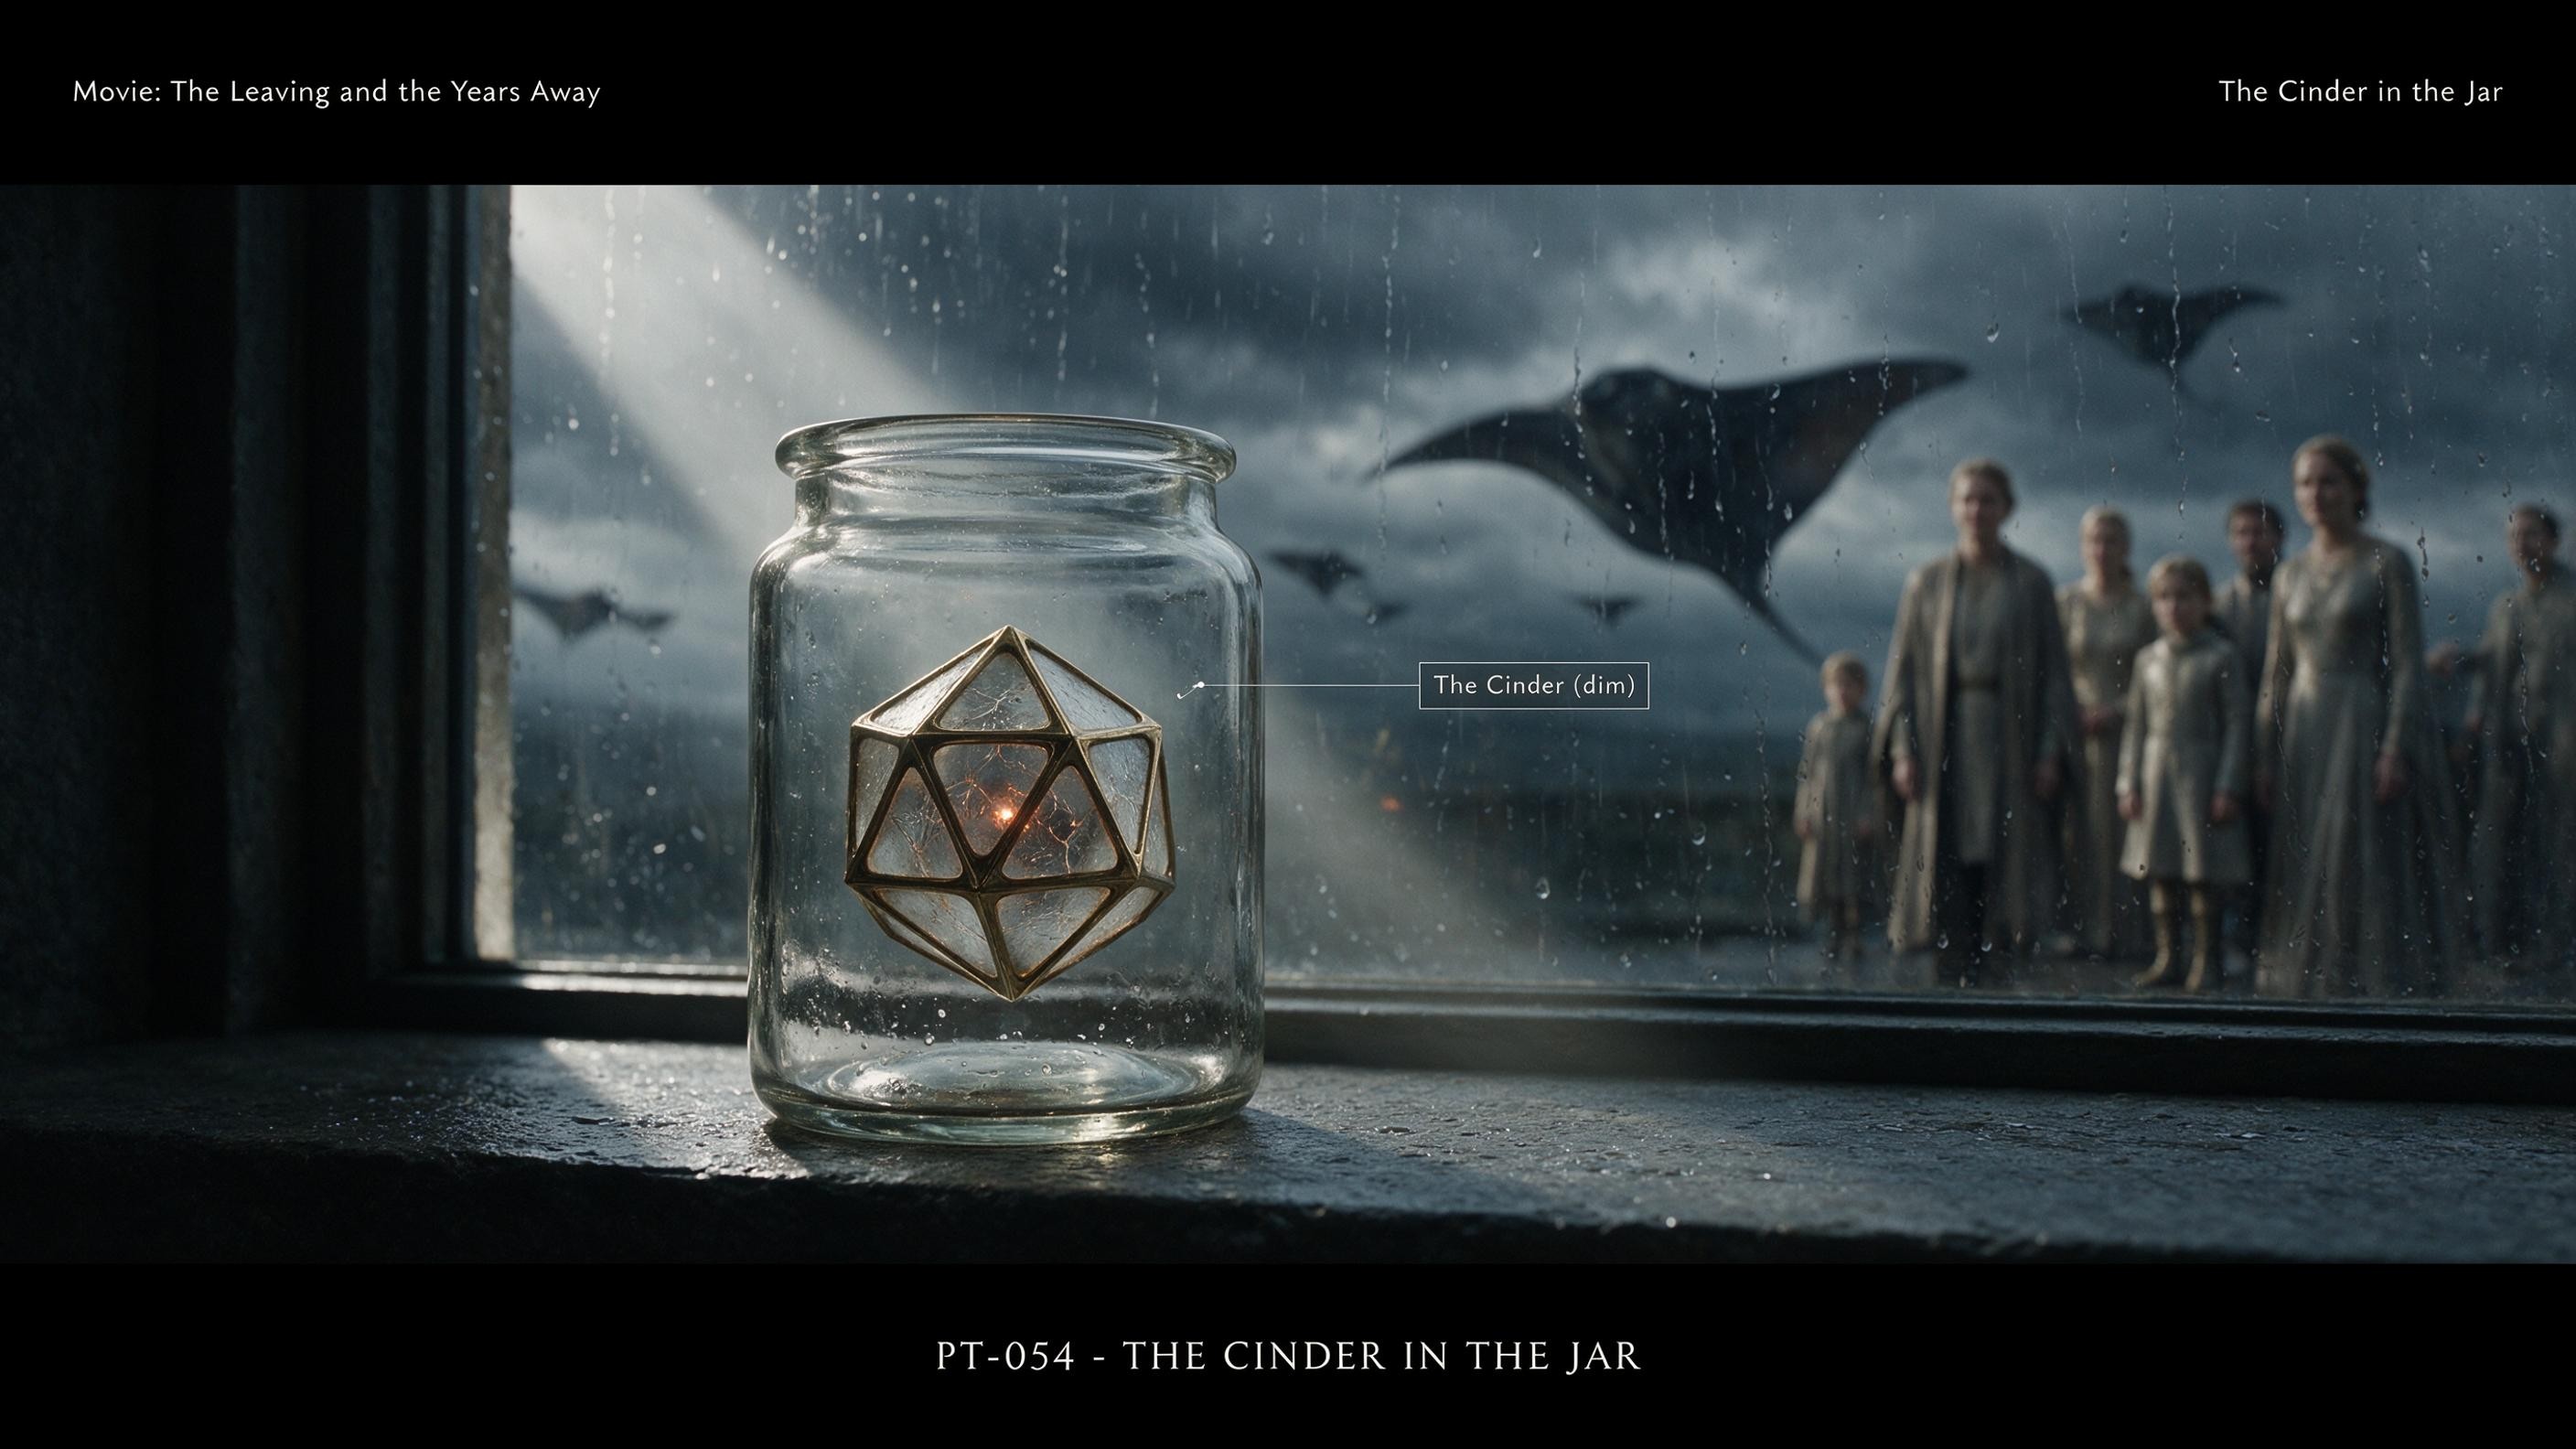 Movie: The Leaving and the Years Away
The Cinder in the Jar
The Cinder (dim)
PT-054 - THE CINDER IN THE JAR